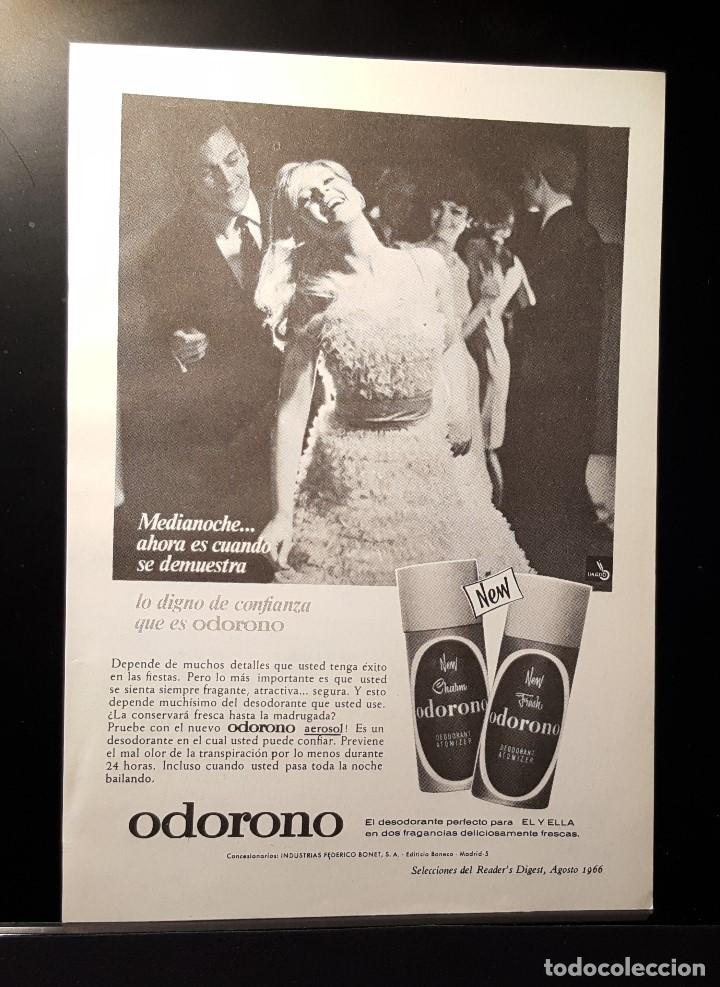 Medianoche...
ahora es cuando
se demuestra
lo digno de confianza
que es odorono
New
New
Charm
odorono
DEODORANT
ATOMIZER
New
Fresh
odorono
DEODORANT
ATOMIZER
Depende de muchos detalles que usted tenga éxito
en las fiestas. Pero lo más importante es que usted
se sienta siempre fragante, atractiva... segura. Y esto
depende muchísimo del desodorante que usted use.
¿La conservará fresca hasta la madrugada?
Pruebe con el nuevo odorono aerosol! Es un
desodorante en el cual usted puede confiar. Previene
el mal olor de la transpiración por lo menos durante
24 horas. Incluso cuando usted pasa toda la noche
bailando.
odorono
El desodorante perfecto para EL Y ELLA
en dos fragancias deliciosamente frescas.
Concesionarios: INDUSTRIAS FEDERICO BONET, S. A. - Edificio Boneco - Madrid-5
Selecciones del Reader's Digest, Agosto 1966
todocoleccion